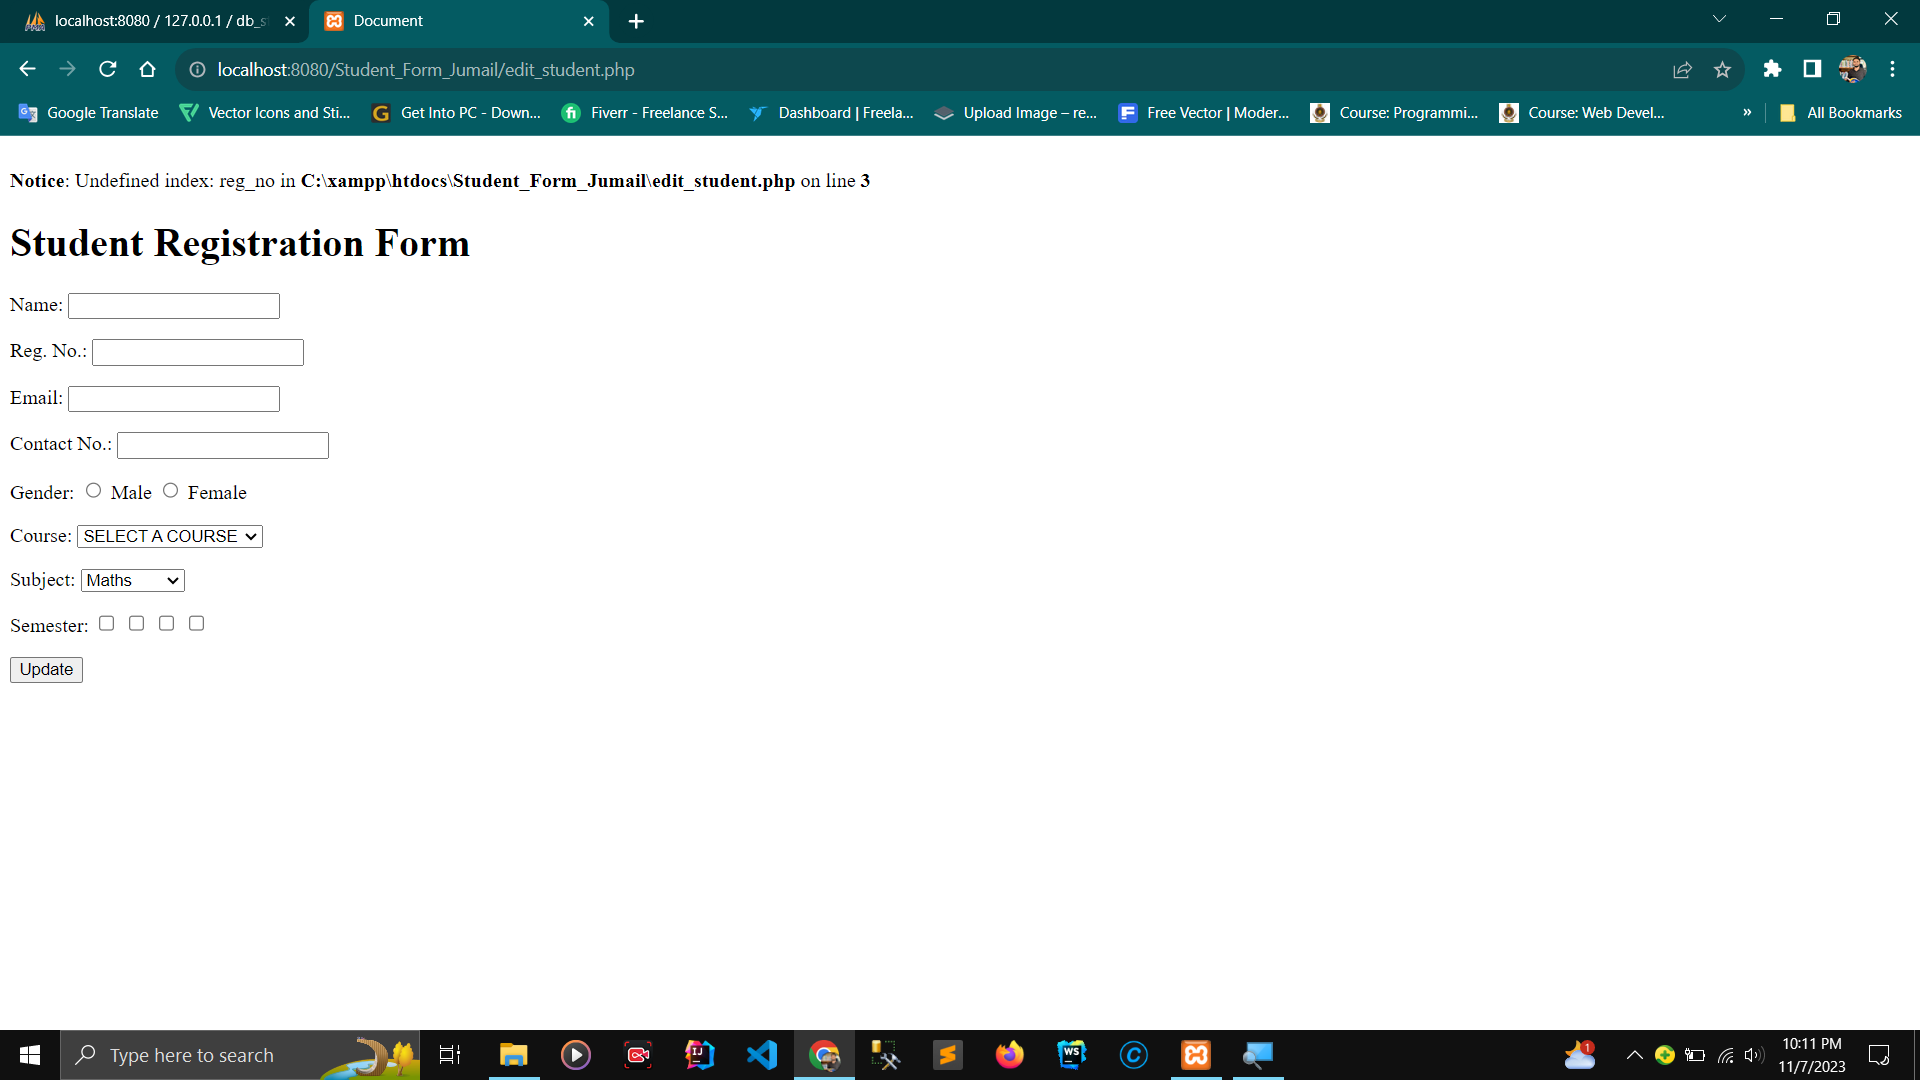 localhost:8080 / 127.0.0.1 / db_s
Document
localhost:8080/Student_Form_Jumail/edit_student.php
Google Translate
Vector Icons and Sti...
Get Into PC - Down...
Fiverr - Freelance S...
Dashboard | Freela...
Upload Image – re...
Free Vector | Moder...
Course: Programmi...
Course: Web Devel...
»
All Bookmarks
Notice: Undefined index: reg_no in C:\xampp\htdocs\Student_Form_Jumail\edit_student.php on line 3
Student Registration Form
Name:
Reg. No.:
Email:
Contact No.:
Gender: Male Female
Course: SELECT A COURSE
Subject: Maths
Semester:
Update
Type here to search
1
10:11 PM
11/7/2023